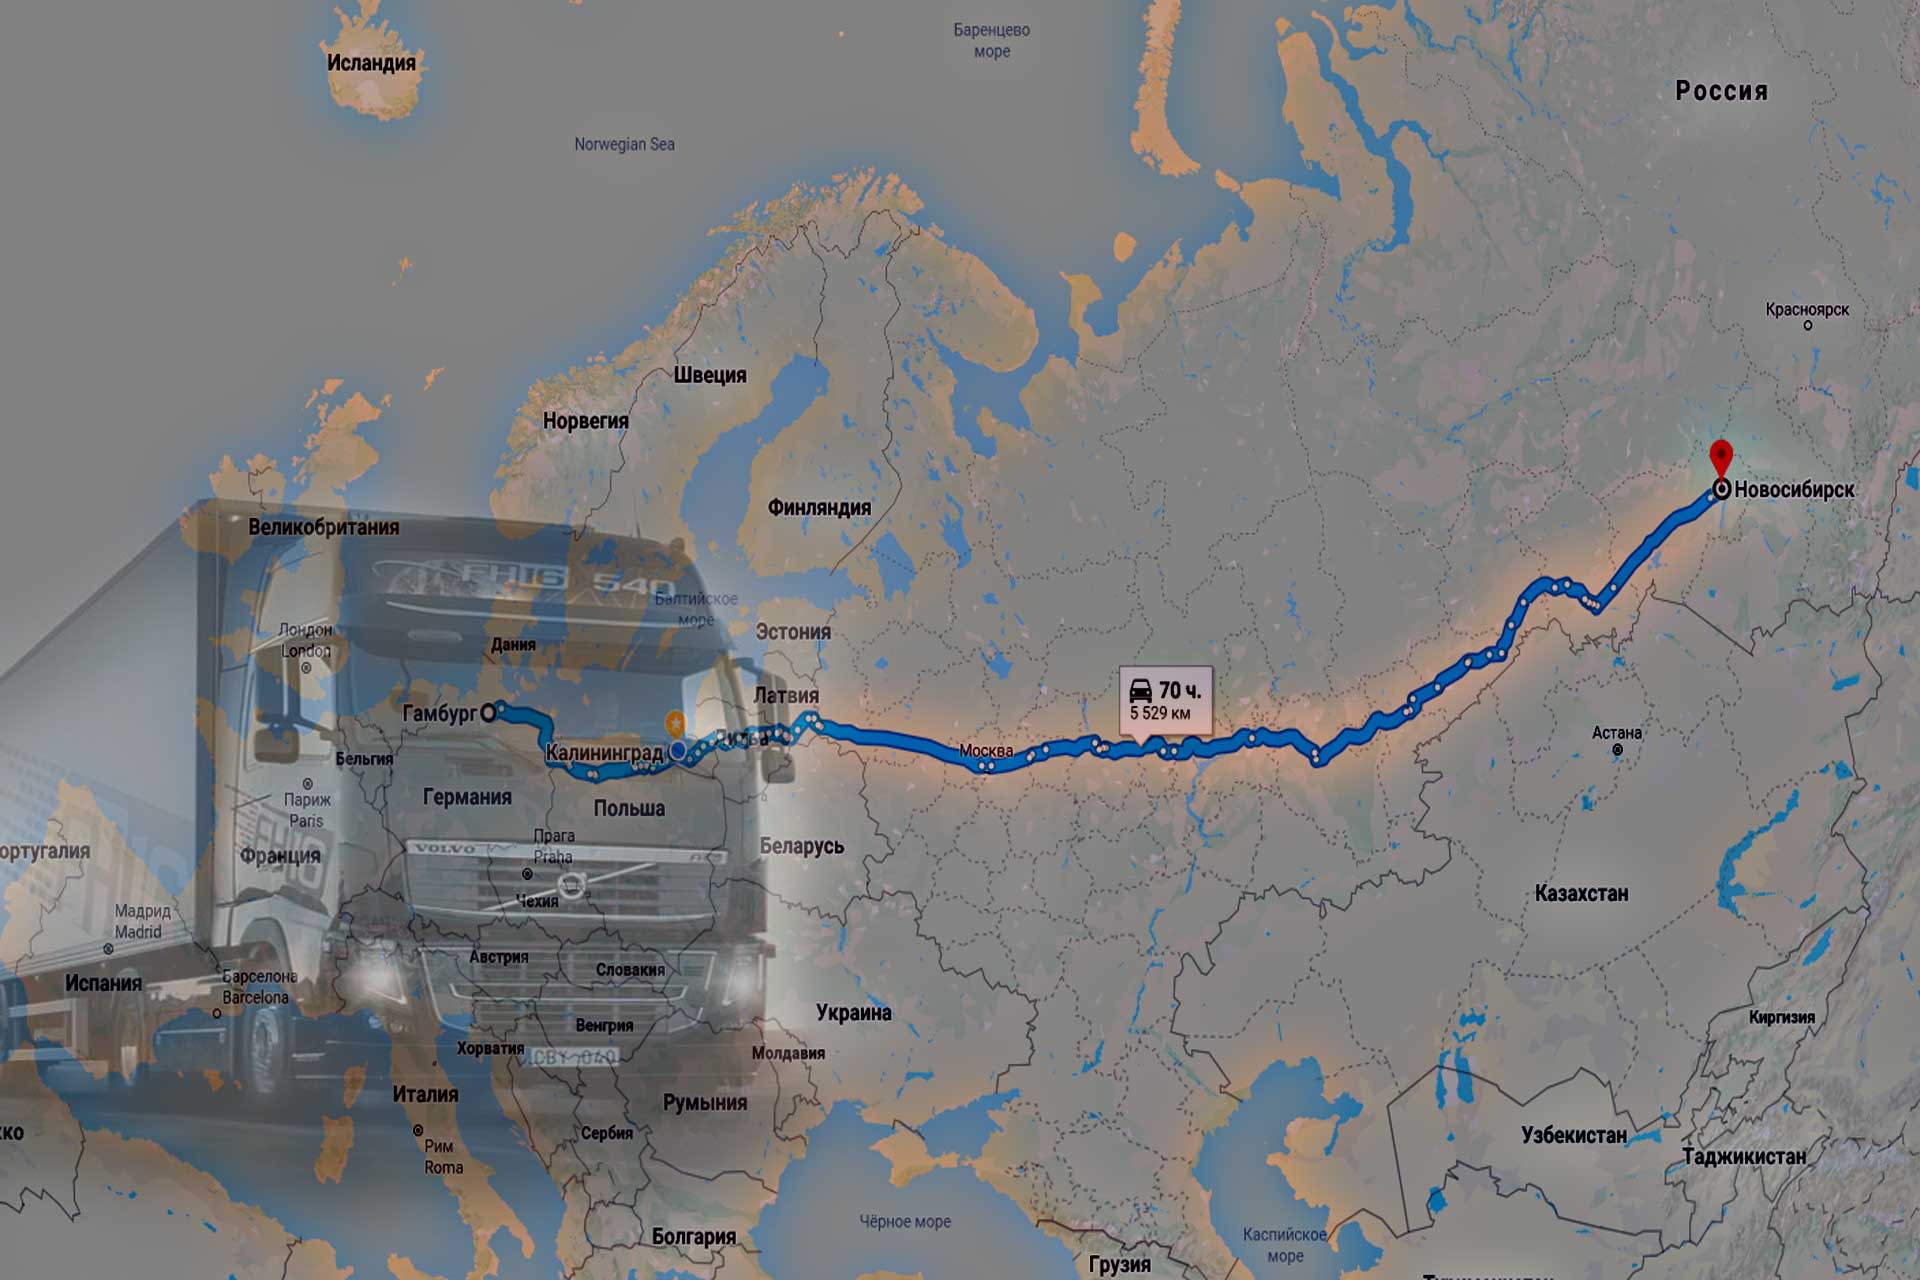 Баренцево
море
Исландия
Россия
Norwegian Sea
Красноярск
Швеция
Норвегия
Новосибирск
Финляндия
Великобритания
FH16 540
Балтийское
море
Лондон
London
Эстония
Дания
Латвия
70 ч.
5 529 км
Гамбург
Литва
Астана
Калининград
Москва
Бельгия
Германия
Париж
Paris
Польша
Прага
Praha
VOLVO
Беларусь
ортугалия
Франция
FH16
Чехия
Казахстан
Мадрид
Madrid
Австрия
Словакия
Испания
Барселона
Barcelona
Украина
Венгрия
Киргизия
Хорватия
Молдавия
Италия
Румыния
ко
Сербия
Узбекистан
Рим
Roma
Таджикистан
Чёрное море
Болгария
Каспийское
море
Грузия